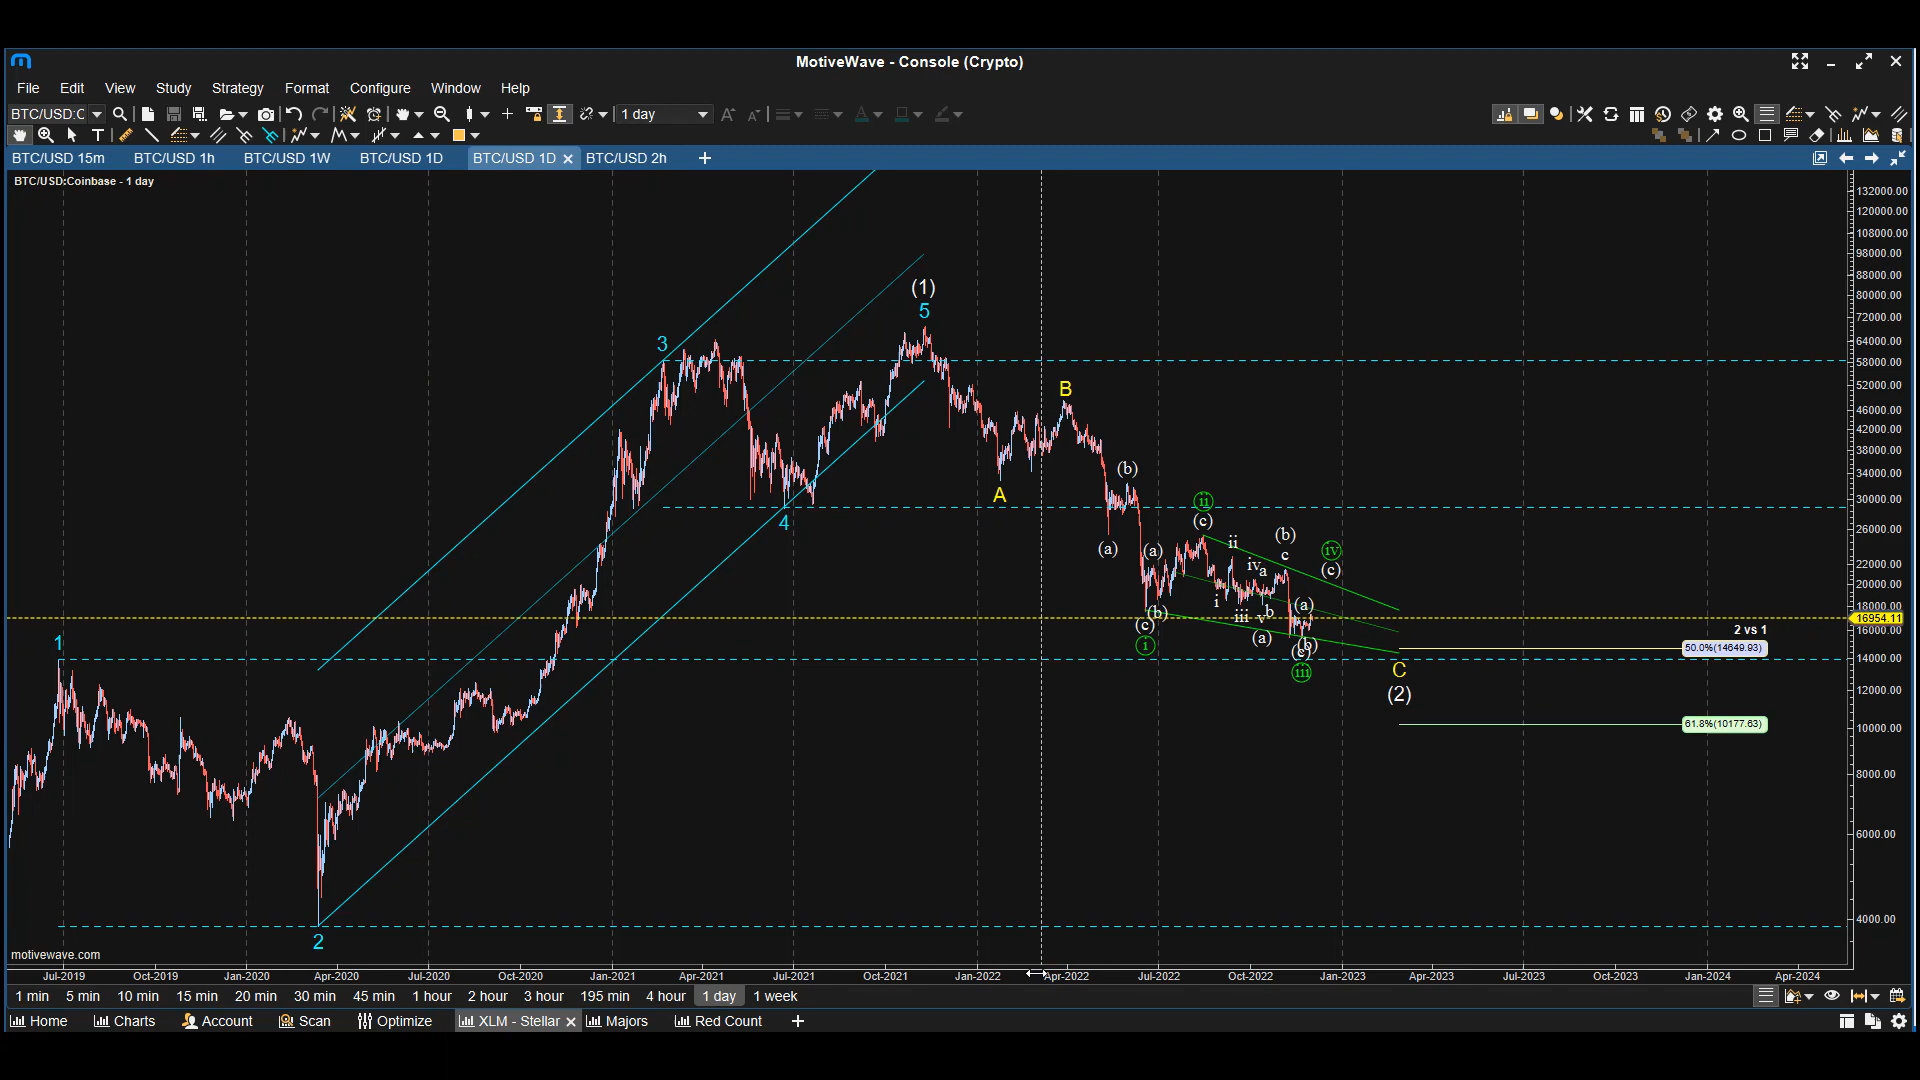 MotiveWave - Console (Crypto)
File Edit View Study Strategy Format Configure Window Help
BTC/USD:C 1 day
BTC/USD 15m BTC/USD 1h BTC/USD 1W BTC/USD 1D BTC/USD 1D BTC/USD 2h
BTC/USD:Coinbase - 1 day
132000.00
120000.00
108000.00
98000.00
88000.00
80000.00
72000.00
64000.00
58000.00
52000.00
46000.00
42000.00
38000.00
34000.00
30000.00
26000.00
22000.00
20000.00
18000.00
16954.11
16000.00
14000.00
12000.00
10000.00
8000.00
6000.00
4000.00
(1)
5
3
B
4
A
(b)
(a)
ii
(c)
(a)
ii
(b)
c
iv
a
iv
(c)
i
iii
v
b
(a)
(b)
(c)
i
(a)
(b)
(c)
iii
1
2
2 vs 1
50.0%(14649.93)
C
(2)
61.8%(10177.63)
motivewave.com
Jul-2019 Oct-2019 Jan-2020 Apr-2020 Jul-2020 Oct-2020 Jan-2021 Apr-2021 Jul-2021 Oct-2021 Jan-2022 Apr-2022 Jul-2022 Oct-2022 Jan-2023 Apr-2023 Jul-2023 Oct-2023 Jan-2024 Apr-2024
1 min 5 min 10 min 15 min 20 min 30 min 45 min 1 hour 2 hour 3 hour 195 min 4 hour 1 day 1 week
Home Charts Account Scan Optimize XLM - Stellar Majors Red Count